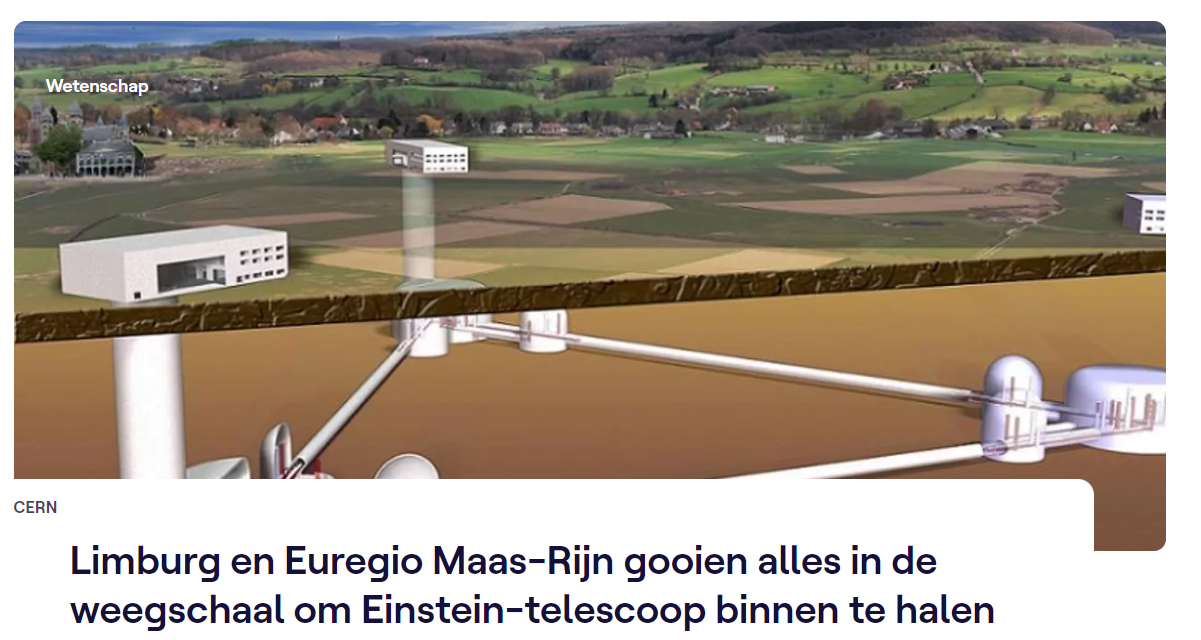 Wetenschap
CERN
Limburg en Euregio Maas-Rijn gooien alles in de
weegschaal om Einstein-telescoop binnen te halen